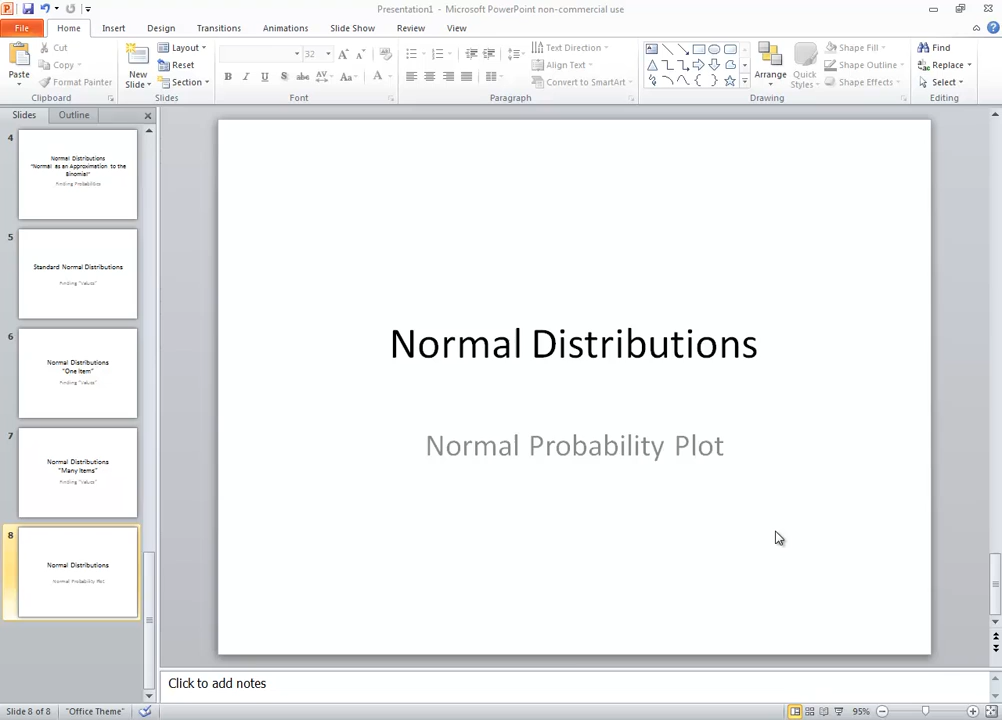 Presentation1 - Microsoft PowerPoint non-commercial use
File Home Insert Design Transitions Animations Slide Show Review View
Paste
Cut
Copy
Format Painter
Clipboard
New
Slide
Layout
Reset
Section
Slides
32
B I U S abc AV Aa A
Font
Text Direction
Align Text
Convert to SmartArt
Paragraph
Arrange
Quick
Styles
Shape Fill
Shape Outline
Shape Effects
Drawing
Find
Replace
Select
Editing
Slides Outline
4
Normal Distributions
"Normal as an Approximation to the
Binomial"
Finding Probabilities
5
Standard Normal Distributions
Finding "Values"
6
Normal Distributions
"One Item"
Finding "Values"
7
Normal Distributions
"Many Items"
Finding "Values"
8
Normal Distributions
Normal Probability Plot
Normal Distributions
Normal Probability Plot
Click to add notes
Slide 8 of 8 "Office Theme" 95%